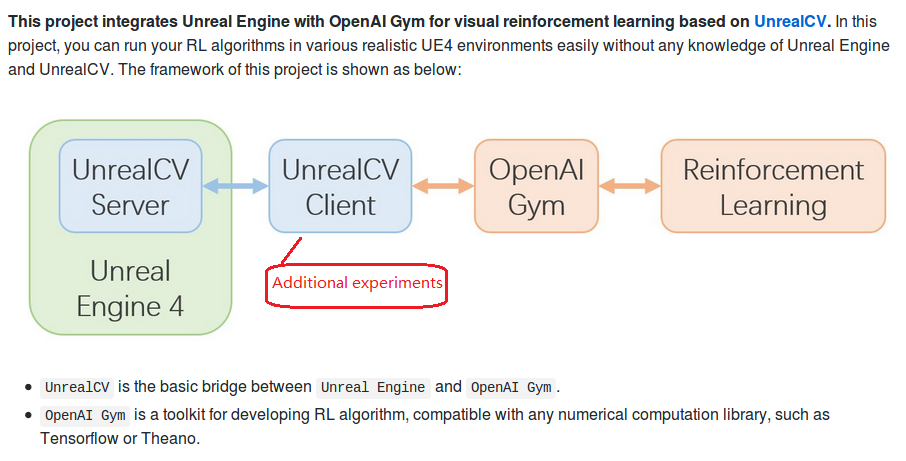 This project integrates Unreal Engine with OpenAI Gym for visual reinforcement learning based on UnrealCV. In this
project, you can run your RL algorithms in various realistic UE4 environments easily without any knowledge of Unreal Engine
and UnrealCV. The framework of this project is shown as below:
UnrealCV
Server
UnrealCV
Client
OpenAI
Gym
Reinforcement
Learning
Unreal
Engine 4
Additional experiments
• UnrealCV is the basic bridge between Unreal Engine and OpenAI Gym.
• OpenAI Gym is a toolkit for developing RL algorithm, compatible with any numerical computation library, such as
Tensorflow or Theano.